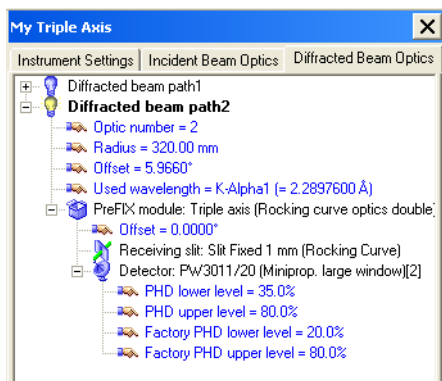 My Triple Axis
Instrument Settings Incident Beam Optics Diffracted Beam Optics
Diffracted beam path1
Diffracted beam path2
Optic number = 2
Radius = 320.00 mm
Offset = 5.9660°
Used wavelength = K-Alpha1 (= 2.2897600 Å)
PreFIX module: Triple axis (Rocking curve optics double)
Offset = 0.0000°
Receiving slit: Slit Fixed 1 mm (Rocking Curve)
Detector: PW3011/20 (Miniprop. large window)[2]
PHD lower level = 35.0%
PHD upper level = 80.0%
Factory PHD lower level = 20.0%
Factory PHD upper level = 80.0%